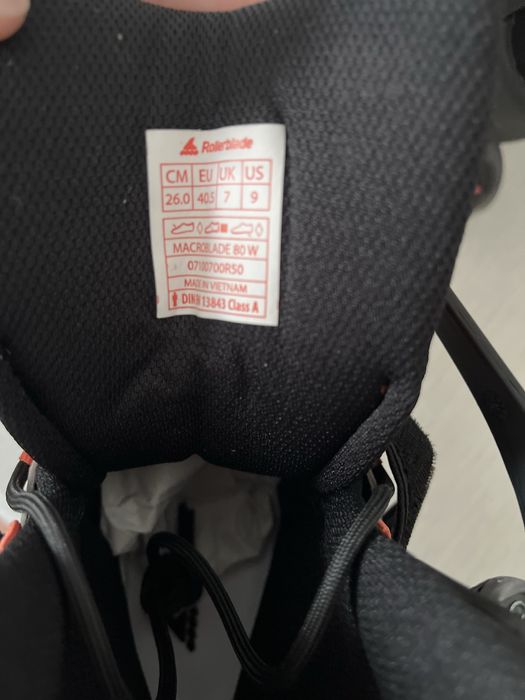 Rollerblade
CM EU UK US
26.0 40.5 7 9
MACROBLADE 80 W
07100700R50
MADE IN VIETNAM
DIN 13843 Class A